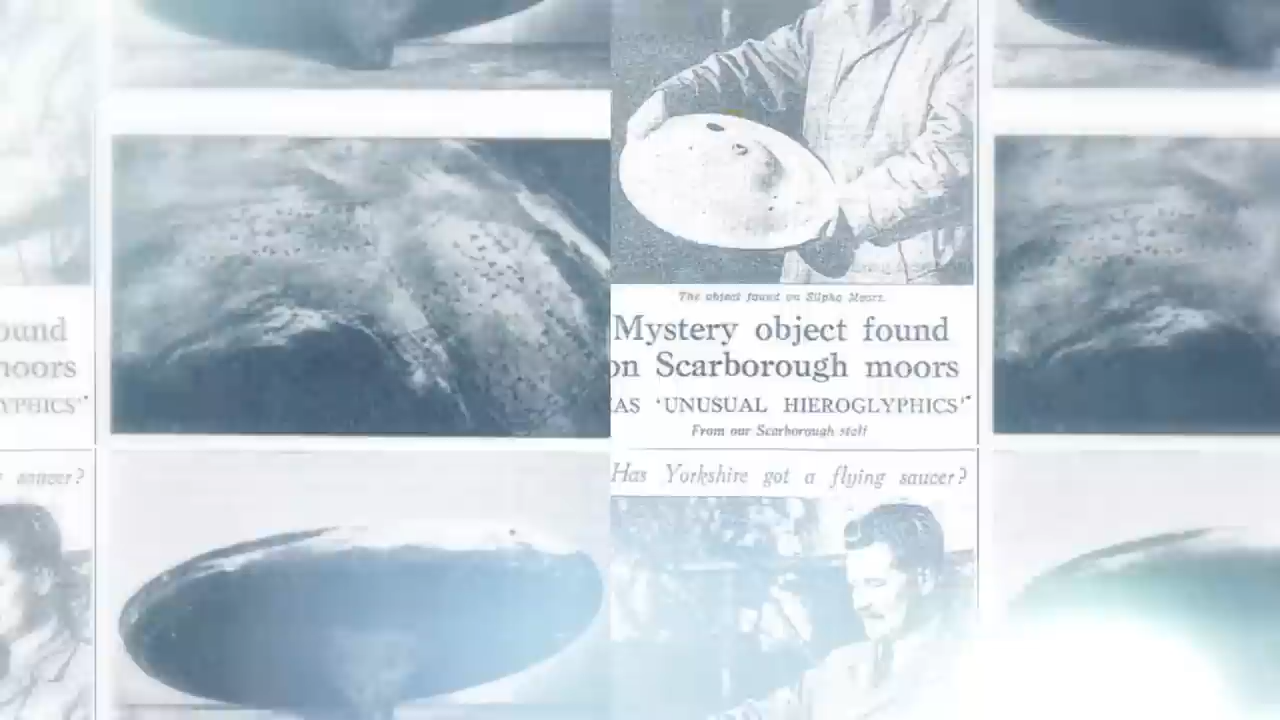 The object found on Silpho Moors.
Mystery object found
on Scarborough moors
AS 'UNUSUAL HIEROGLYPHICS'
From our Scarborough staff
Has Yorkshire got a flying saucer?
ound
moors
YPHICS'
saucer?